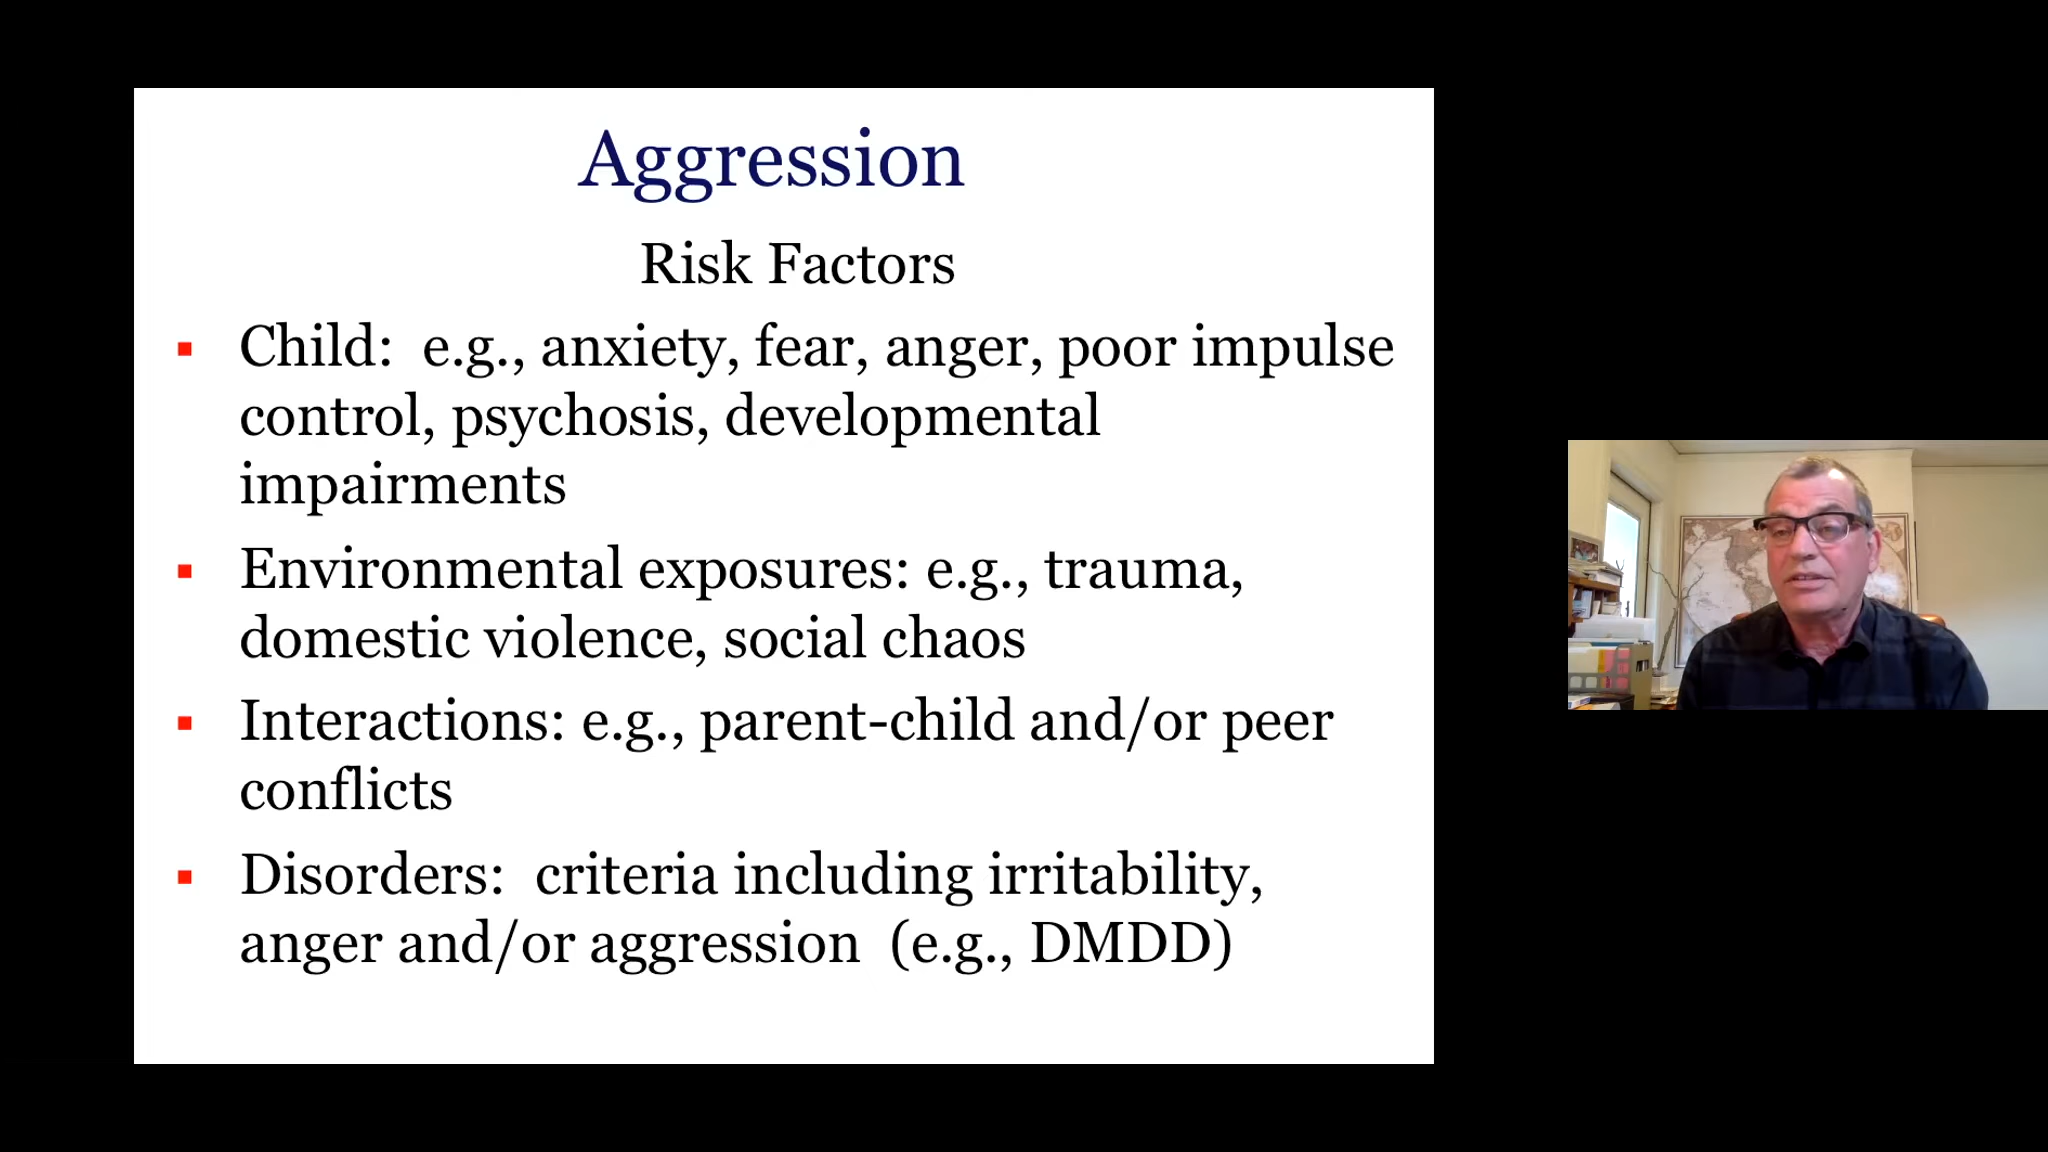 Aggression
Risk Factors
▪ Child:  e.g., anxiety, fear, anger, poor impulse
control, psychosis, developmental
impairments
▪ Environmental exposures: e.g., trauma,
domestic violence, social chaos
▪ Interactions: e.g., parent-child and/or peer
conflicts
▪ Disorders:  criteria including irritability,
anger and/or aggression  (e.g., DMDD)